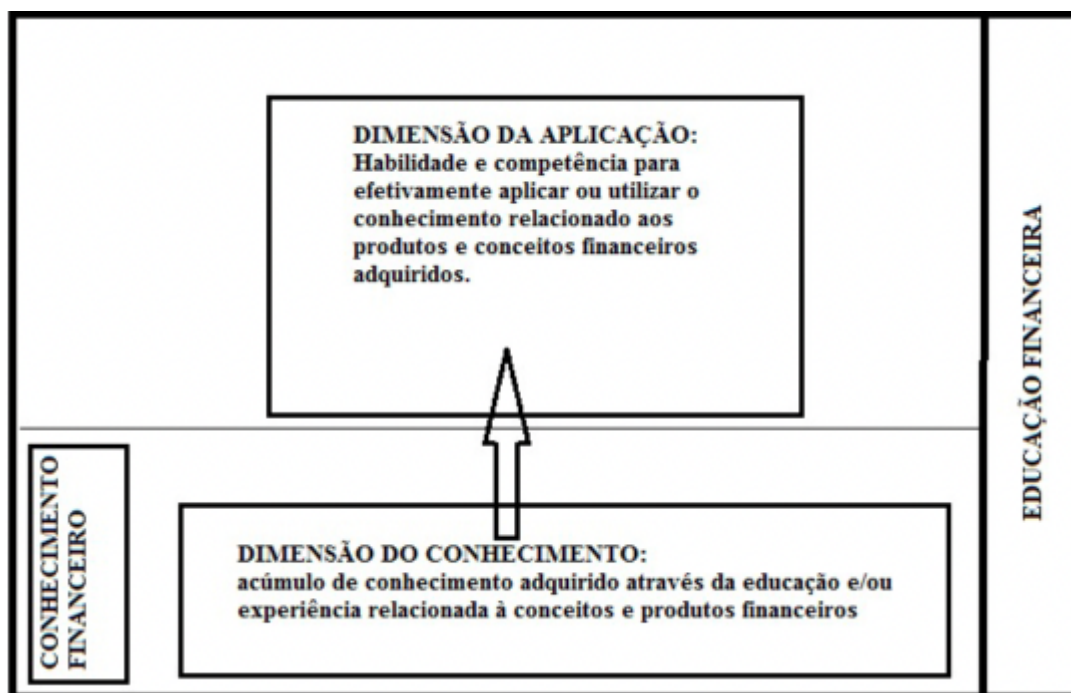 DIMENSÃO DA APLICAÇÃO:
Habilidade e competência para
efetivamente aplicar ou utilizar o
conhecimento relacionado aos
produtos e conceitos financeiros
adquiridos.
EDUCAÇÃO FINANCEIRA
CONHECIMENTO
FINANCEIRO
DIMENSÃO DO CONHECIMENTO:
acúmulo de conhecimento adquirido através da educação e/ou
experiência relacionada à conceitos e produtos financeiros